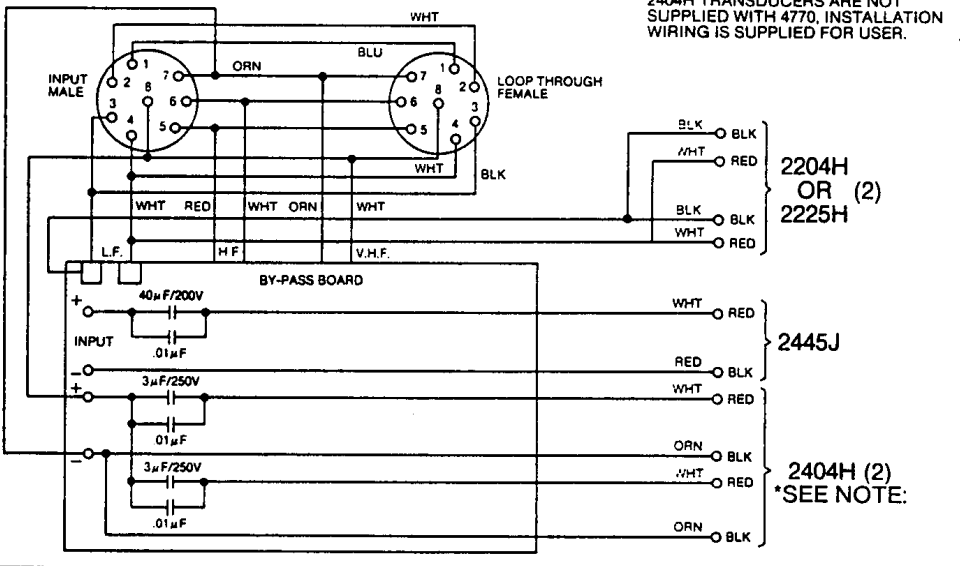 2404H TRANSDUCERS ARE NOT
SUPPLIED WITH 4770, INSTALLATION
WIRING IS SUPPLIED FOR USER.
WHT
BLU
ORN
INPUT
MALE
1
2
3
4
5
6
7
8
1
2
3
4
5
6
7
8
LOOP THROUGH
FEMALE
WHT
BLK
WHT
RED
WHT
ORN
WHT
L.F.
H F
V.H.F.
BLK
BLK
WHT
RED
BLK
BLK
WHT
RED
2204H
OR (2)
2225H
BY-PASS BOARD
+
INPUT
−
40µF/200V
.01µF
WHT
RED
RED
BLK
2445J
+
−
3µF/250V
.01µF
3µF/250V
.01µF
WHT
RED
ORN
BLK
WHT
RED
ORN
BLK
2404H (2)
*SEE NOTE: